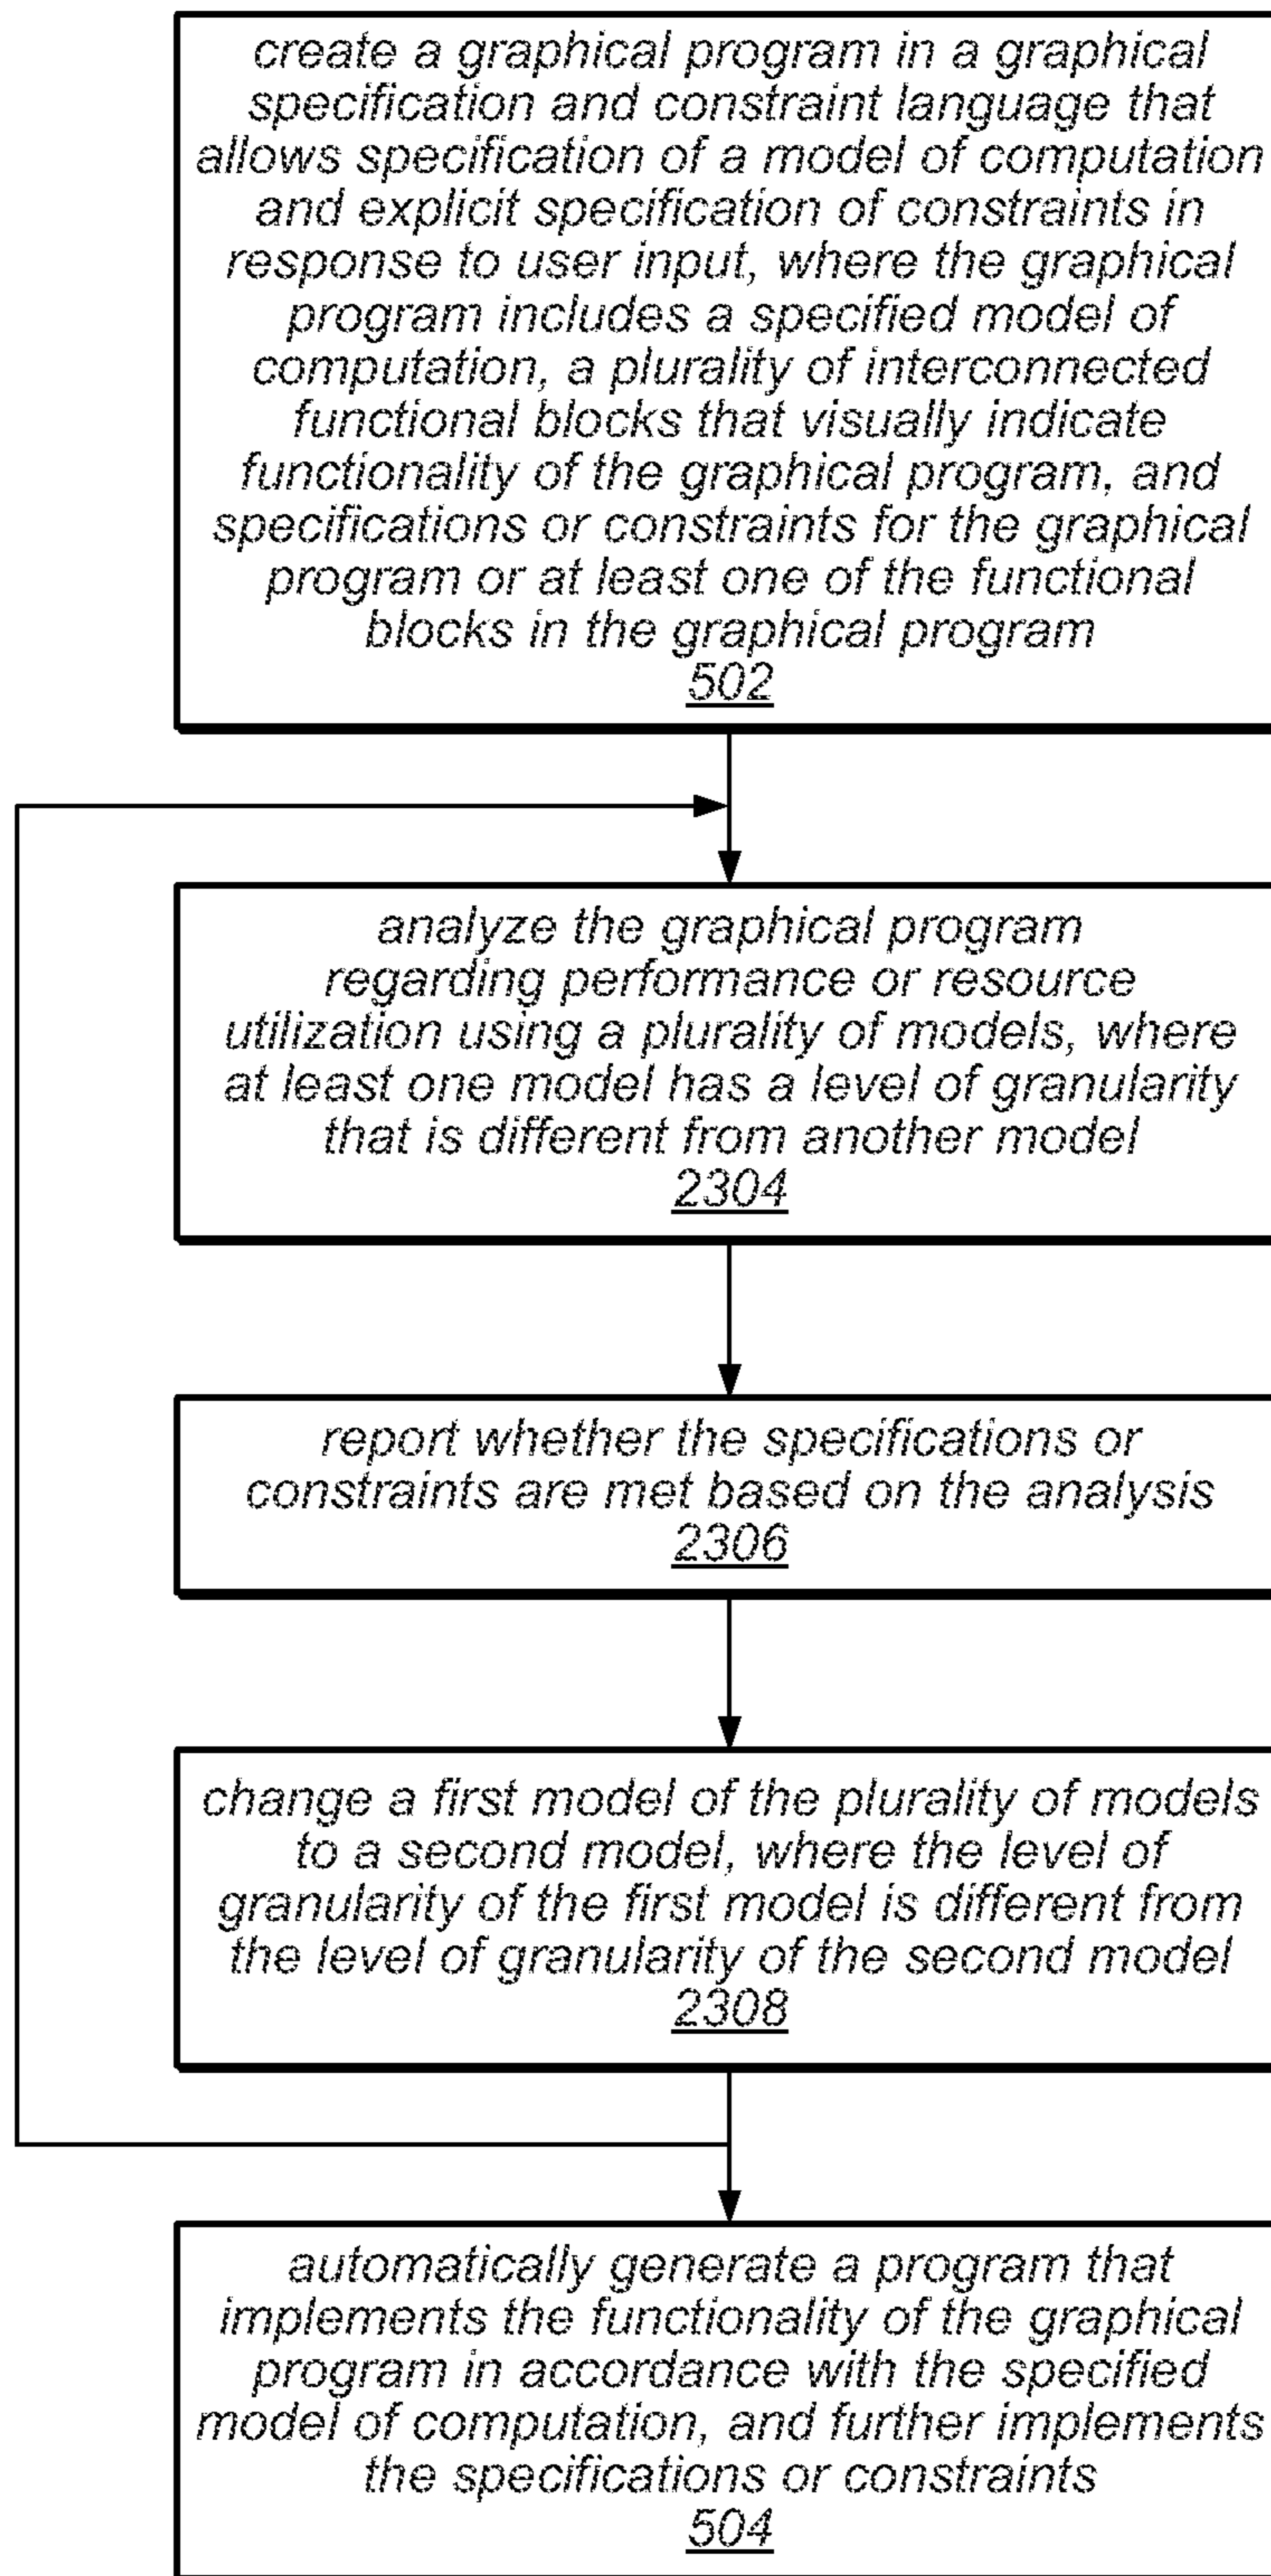 create a graphical program in a graphical
specification and constraint language that
allows specification of a model of computation
and explicit specification of constraints in
response to user input, where the graphical
program includes a specified model of
computation, a plurality of interconnected
functional blocks that visually indicate
functionality of the graphical program, and
specifications or constraints for the graphical
program or at least one of the functional
blocks in the graphical program
502
analyze the graphical program
regarding performance or resource
utilization using a plurality of models, where
at least one model has a level of granularity
that is different from another model
2304
report whether the specifications or
constraints are met based on the analysis
2306
change a first model of the plurality of models
to a second model, where the level of
granularity of the first model is different from
the level of granularity of the second model
2308
automatically generate a program that
implements the functionality of the graphical
program in accordance with the specified
model of computation, and further implements
the specifications or constraints
504